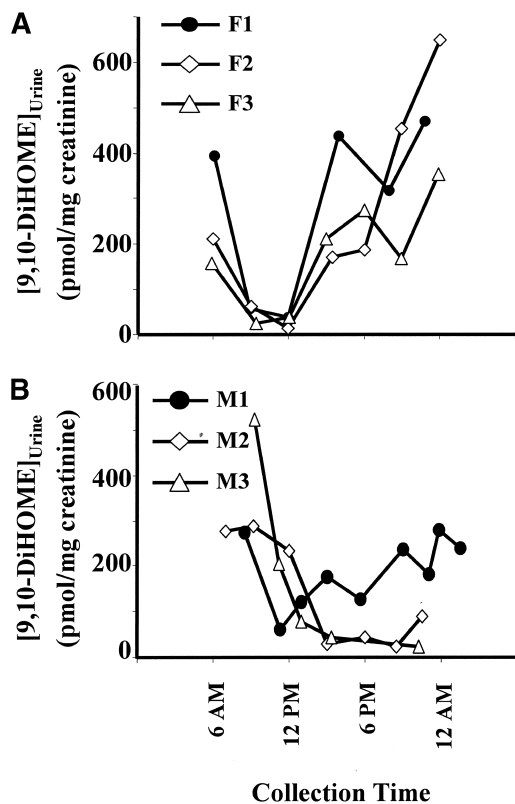 A
F1
F2
F3
600
400
200
0
[9,10-DiHOME]Urine
(pmol/mg creatinine)
B
M1
M2
M3
600
400
200
0
[9,10-DiHOME]Urine
(pmol/mg creatinine)
6 AM
12 PM
6 PM
12 AM
Collection Time